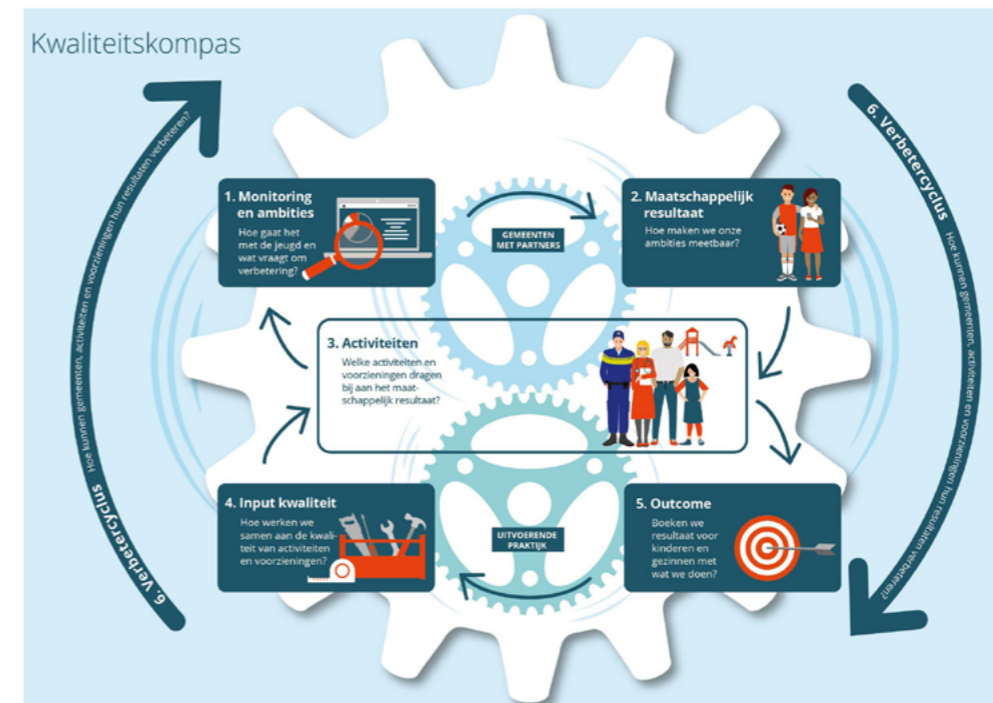 Kwaliteitskompas
6. Verbetercyclus Hoe kunnen gemeenten, activiteiten en voorzieningen hun resultaten verbeteren?
1. Monitoring
en ambities
Hoe gaat het
met de jeugd en
wat vraagt om
verbetering?
GEMEENTEN
MET PARTNERS
2. Maatschappelijk
resultaat
Hoe maken we onze
ambities meetbaar?
3. Activiteiten
Welke activiteiten en
voorzieningen dragen
bij aan het maat-
schappelijk resultaat?
4. Input kwaliteit
Hoe werken we
samen aan de kwali-
teit van activiteiten
en voorzieningen?
UITVOERENDE
PRAKTIJK
5. Outcome
Boeken we
resultaat voor
kinderen en
gezinnen met
wat we doen?
6. Verbetercyclus Hoe kunnen gemeenten, activiteiten en voorzieningen hun resultaten verbeteren?